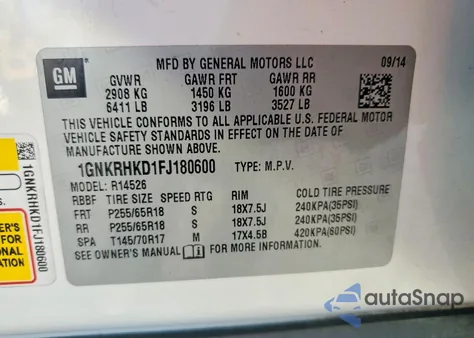 GM
MFD BY GENERAL MOTORS LLC 09/14
GVWR GAWR FRT GAWR RR
2908 KG 1450 KG 1600 KG
6411 LB 3196 LB 3527 LB
THIS VEHICLE CONFORMS TO ALL APPLICABLE U.S. FEDERAL MOTOR
VEHICLE SAFETY STANDARDS IN EFFECT ON THE DATE OF
MANUFACTURE SHOWN ABOVE.
1GNKRHKD1FJ180600 TYPE: M.P.V.
MODEL: R14526
RBBF TIRE SIZE SPEED RTG RIM COLD TIRE PRESSURE
FRT P255/65R18 S 18X7.5J 240KPA(35PSI)
RR P255/65R18 S 18X7.5J 240KPA(35PSI)
SPA T145/70R17 M 17X4.5B 420KPA(60PSI)
SEE OWNER'S MANUAL FOR MORE INFORMATION.
1GNKRHKD1FJ180600
autoSnap